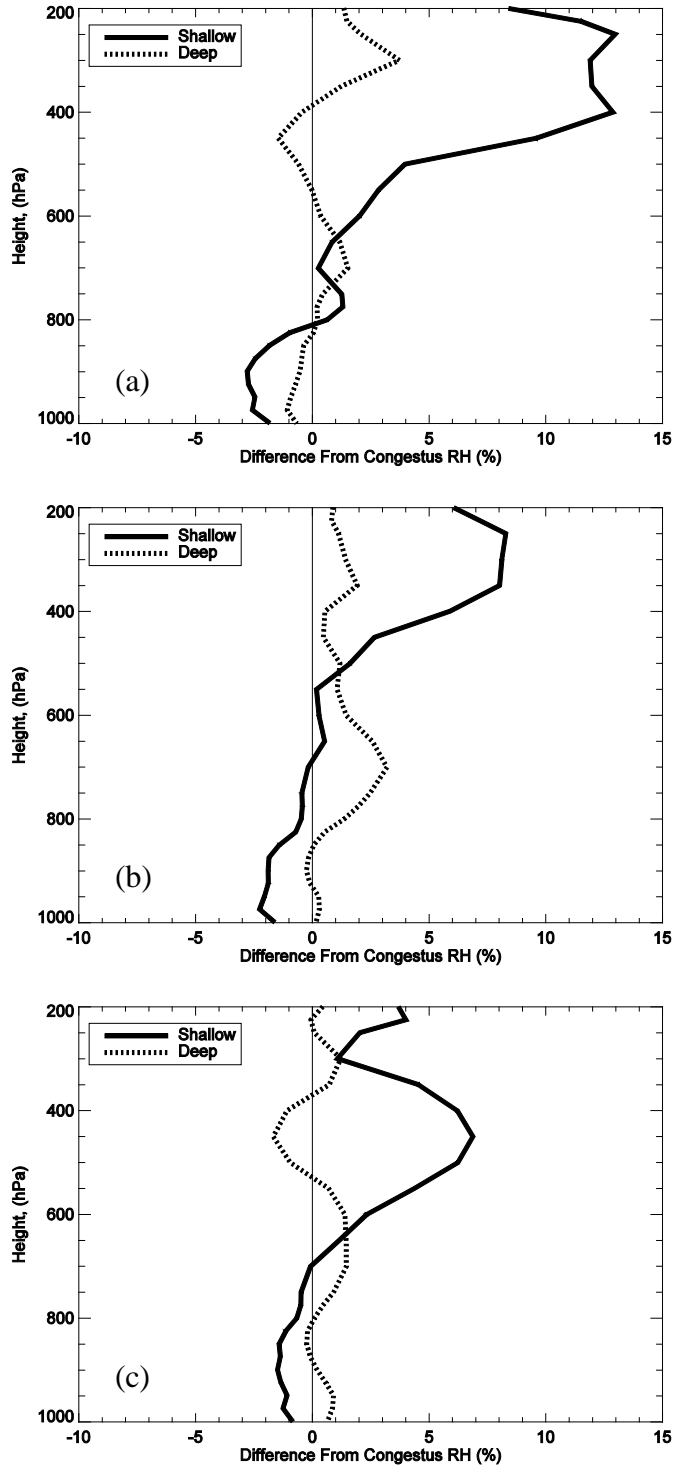 200
400
600
800
1000
Height, (hPa)
Shallow
Deep
(a)
-10 -5 0 5 10 15
Difference From Congestus RH (%)
200
400
600
800
1000
Height, (hPa)
Shallow
Deep
(b)
-10 -5 0 5 10 15
Difference From Congestus RH (%)
200
400
600
800
1000
Height, (hPa)
Shallow
Deep
(c)
-10 -5 0 5 10 15
Difference From Congestus RH (%)